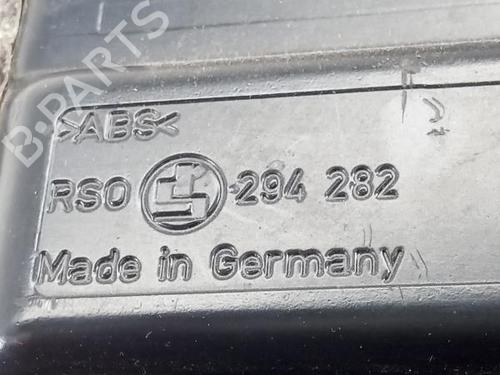 B-PARTS
>ABS<
RSO 294 282
Made in Germany